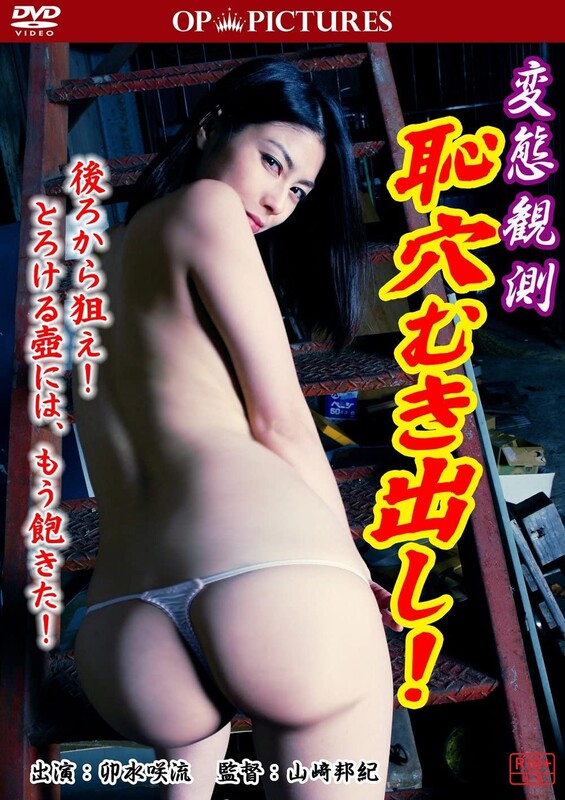 DVD
VIDEO
OP PICTURES
変態観測
恥穴むき出し！
後ろから狙え！
とろける壺には、もう飽きた！
出演：卯水咲流　監督：山﨑邦紀